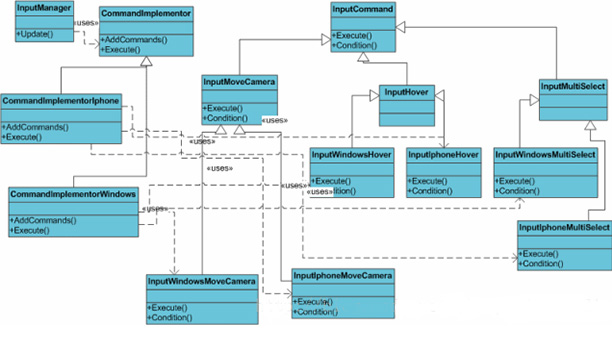 InputManager
+Update()
«uses»
CommandImplementor
+AddCommands()
+Execute()
InputCommand
+Execute()
+Condition()
InputMoveCamera
+Execute()
+Condition()
«uses»
InputHover
InputMultiSelect
CommandImplementorIphone
+AddCommands()
+Execute()
«uses»
«uses»
InputWindowsHover
+Execute()
+Condition()
InputIphoneHover
+Execute()
+Condition()
InputWindowsMultiSelect
+Execute()
+Condition()
CommandImplementorWindows
+AddCommands()
+Execute()
«uses»
«uses»
«uses»
InputIphoneMultiSelect
+Execute()
+Condition()
InputWindowsMoveCamera
+Execute()
+Condition()
InputIphoneMoveCamera
+Execute()
+Condition()